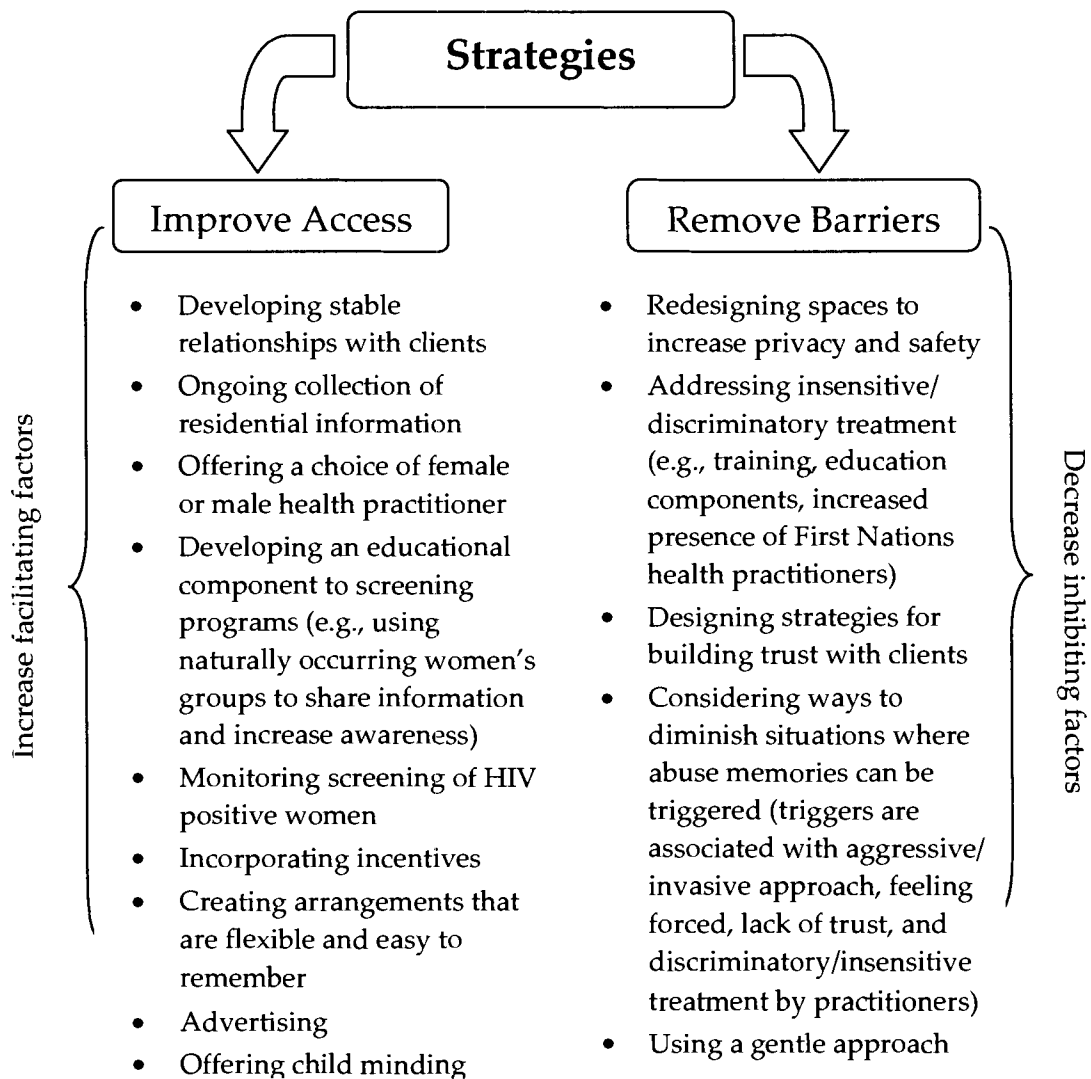 Strategies
Improve Access
Increase facilitating factors
• Developing stable
relationships with clients
• Ongoing collection of
residential information
• Offering a choice of female
or male health practitioner
• Developing an educational
component to screening
programs (e.g., using
naturally occurring women's
groups to share information
and increase awareness)
• Monitoring screening of HIV
positive women
• Incorporating incentives
• Creating arrangements that
are flexible and easy to
remember
• Advertising
• Offering child minding
Remove Barriers
• Redesigning spaces to
increase privacy and safety
• Addressing insensitive/
discriminatory treatment
(e.g., training, education
components, increased
presence of First Nations
health practitioners)
• Designing strategies for
building trust with clients
• Considering ways to
diminish situations where
abuse memories can be
triggered (triggers are
associated with aggressive/
invasive approach, feeling
forced, lack of trust, and
discriminatory/insensitive
treatment by practitioners)
• Using a gentle approach
Decrease inhibiting factors